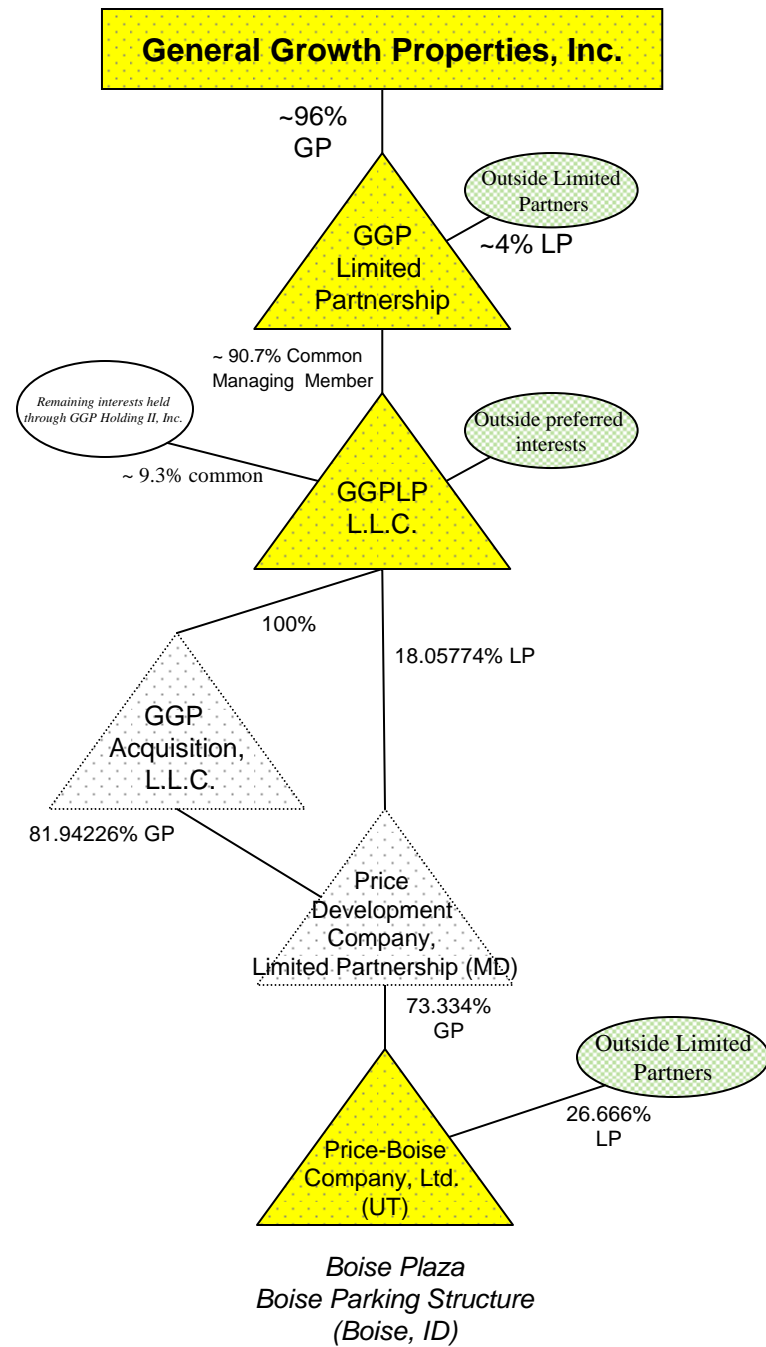 General Growth Properties, Inc.
~96%
GP
Outside Limited
Partners
GGP
Limited
Partnership
~4% LP
~ 90.7% Common
Managing Member
Remaining interests held
through GGP Holding II, Inc.
Outside preferred
interests
~ 9.3% common
GGPLP
L.L.C.
100%
18.05774% LP
GGP
Acquisition,
L.L.C.
81.94226% GP
Price
Development
Company,
Limited Partnership (MD)
73.334%
GP
Outside Limited
Partners
26.666%
LP
Price-Boise
Company, Ltd.
(UT)
Boise Plaza
Boise Parking Structure
(Boise, ID)